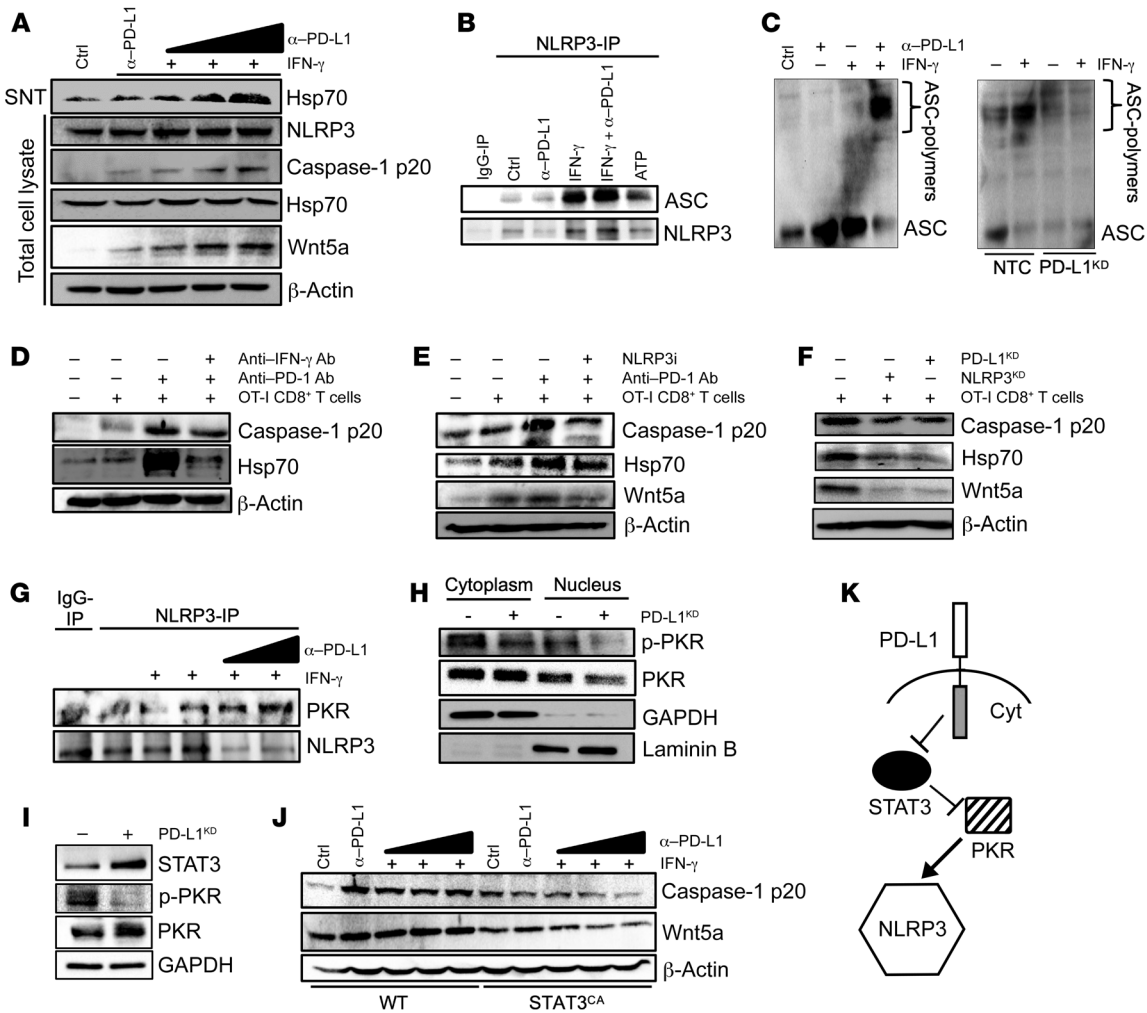 A
Ctrl
α–PD-L1
α–PD-L1
+ + + IFN-γ
SNT
Hsp70
Total cell lysate
NLRP3
Caspase-1 p20
Hsp70
Wnt5a
β-Actin
B
NLRP3-IP
IgG-IP
Ctrl
α–PD-L1
IFN-γ
IFN-γ + α–PD-L1
ATP
ASC
NLRP3
C
Ctrl
+ – + α–PD-L1
– + + IFN-γ
ASC-polymers
ASC
– + – + IFN-γ
ASC-polymers
ASC
NTC PD-L1KD
D
– – – + Anti–IFN-γ Ab
– – + + Anti–PD-1 Ab
– + + + OT-I CD8+ T cells
Caspase-1 p20
Hsp70
β-Actin
E
– – – + NLRP3i
– – + + Anti–PD-1 Ab
– + + + OT-I CD8+ T cells
Caspase-1 p20
Hsp70
Wnt5a
β-Actin
F
– – + PD-L1KD
– + – NLRP3KD
+ + + OT-I CD8+ T cells
Caspase-1 p20
Hsp70
Wnt5a
β-Actin
G
IgG-IP
NLRP3-IP
α–PD-L1
+ + + + IFN-γ
PKR
NLRP3
H
Cytoplasm Nucleus
- + - + PD-L1KD
p-PKR
PKR
GAPDH
Laminin B
I
– + PD-L1KD
STAT3
p-PKR
PKR
GAPDH
J
Ctrl
α–PD-L1
Ctrl
α–PD-L1
α–PD-L1
+ + + + + + IFN-γ
Caspase-1 p20
Wnt5a
β-Actin
WT STAT3CA
K
PD-L1
Cyt
STAT3
PKR
NLRP3